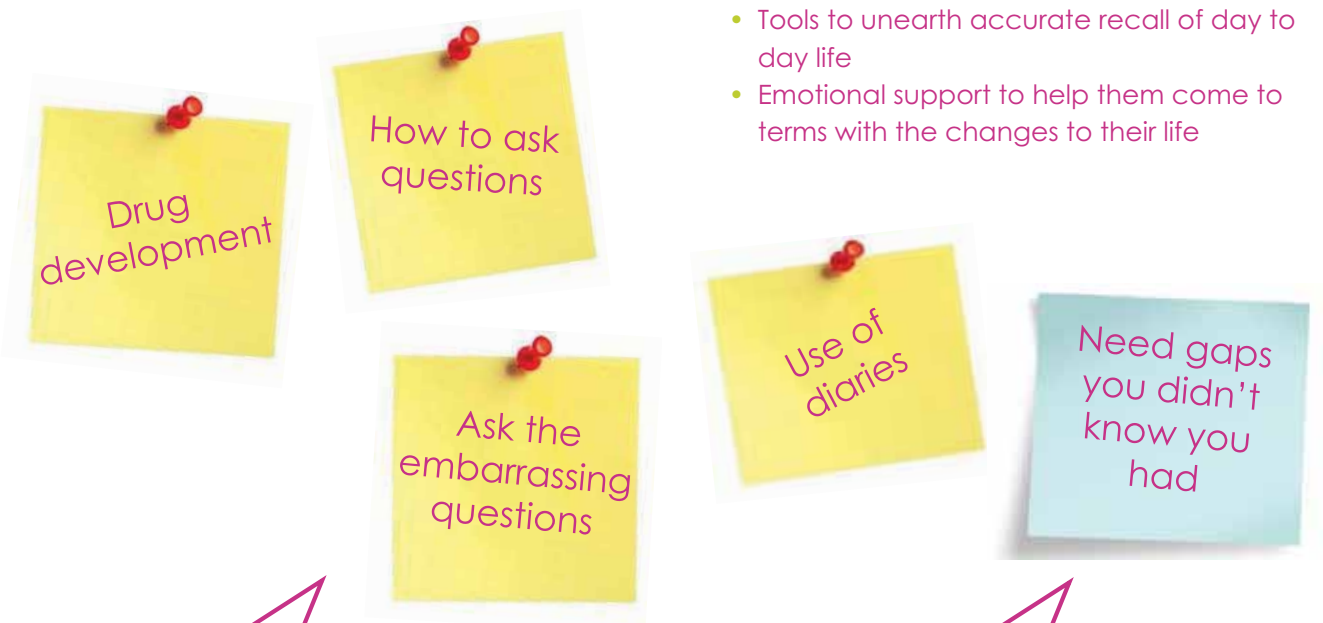 Drug
development
How to ask
questions
Ask the
embarrassing
questions
• Tools to unearth accurate recall of day to
day life
• Emotional support to help them come to
terms with the changes to their life
Use of
diaries
Need gaps
you didn't
know you
had